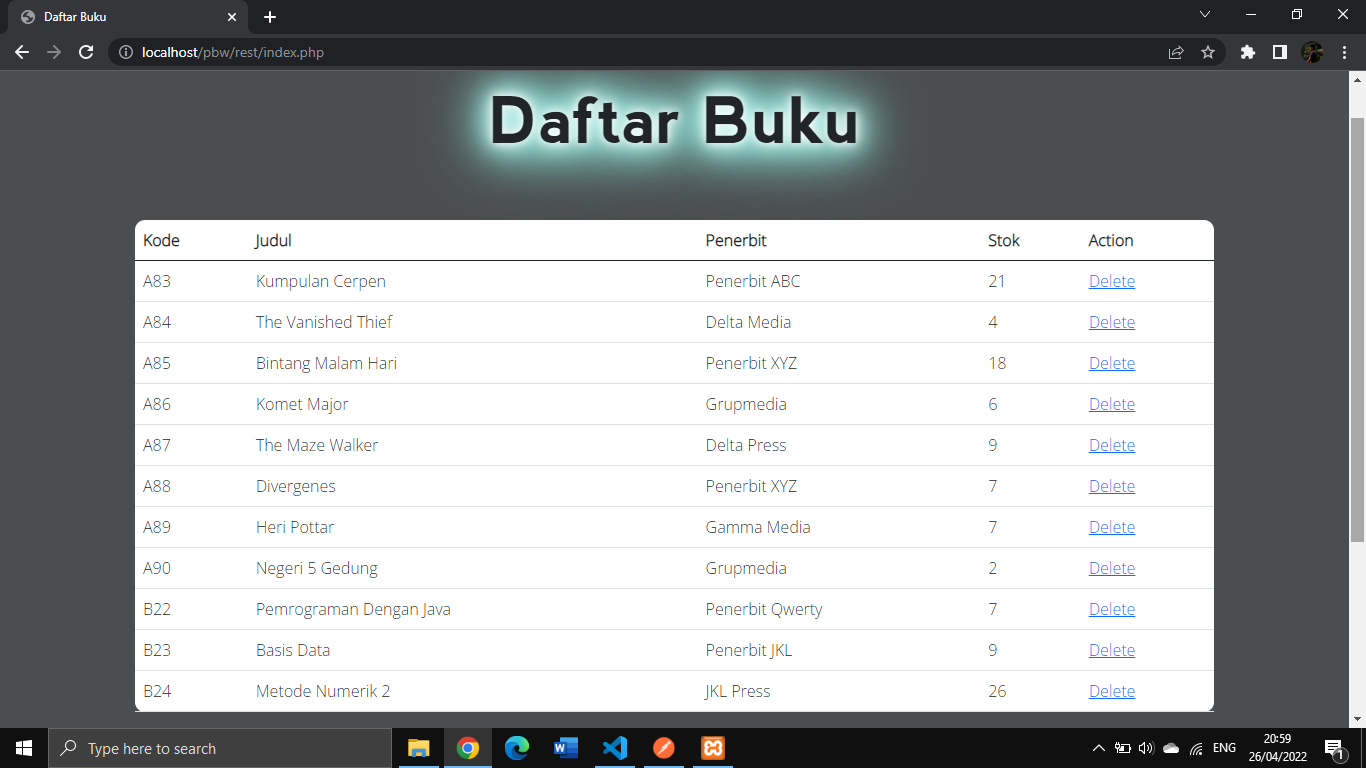 Daftar Buku
localhost/pbw/rest/index.php
Daftar Buku
Kode Judul Penerbit Stok Action
A83 Kumpulan Cerpen Penerbit ABC 21 Delete
A84 The Vanished Thief Delta Media 4 Delete
A85 Bintang Malam Hari Penerbit XYZ 18 Delete
A86 Komet Major Grupmedia 6 Delete
A87 The Maze Walker Delta Press 9 Delete
A88 Divergenes Penerbit XYZ 7 Delete
A89 Heri Pottar Gamma Media 7 Delete
A90 Negeri 5 Gedung Grupmedia 2 Delete
B22 Pemrograman Dengan Java Penerbit Qwerty 7 Delete
B23 Basis Data Penerbit JKL 9 Delete
B24 Metode Numerik 2 JKL Press 26 Delete
Type here to search
ENG
20:59
26/04/2022
1